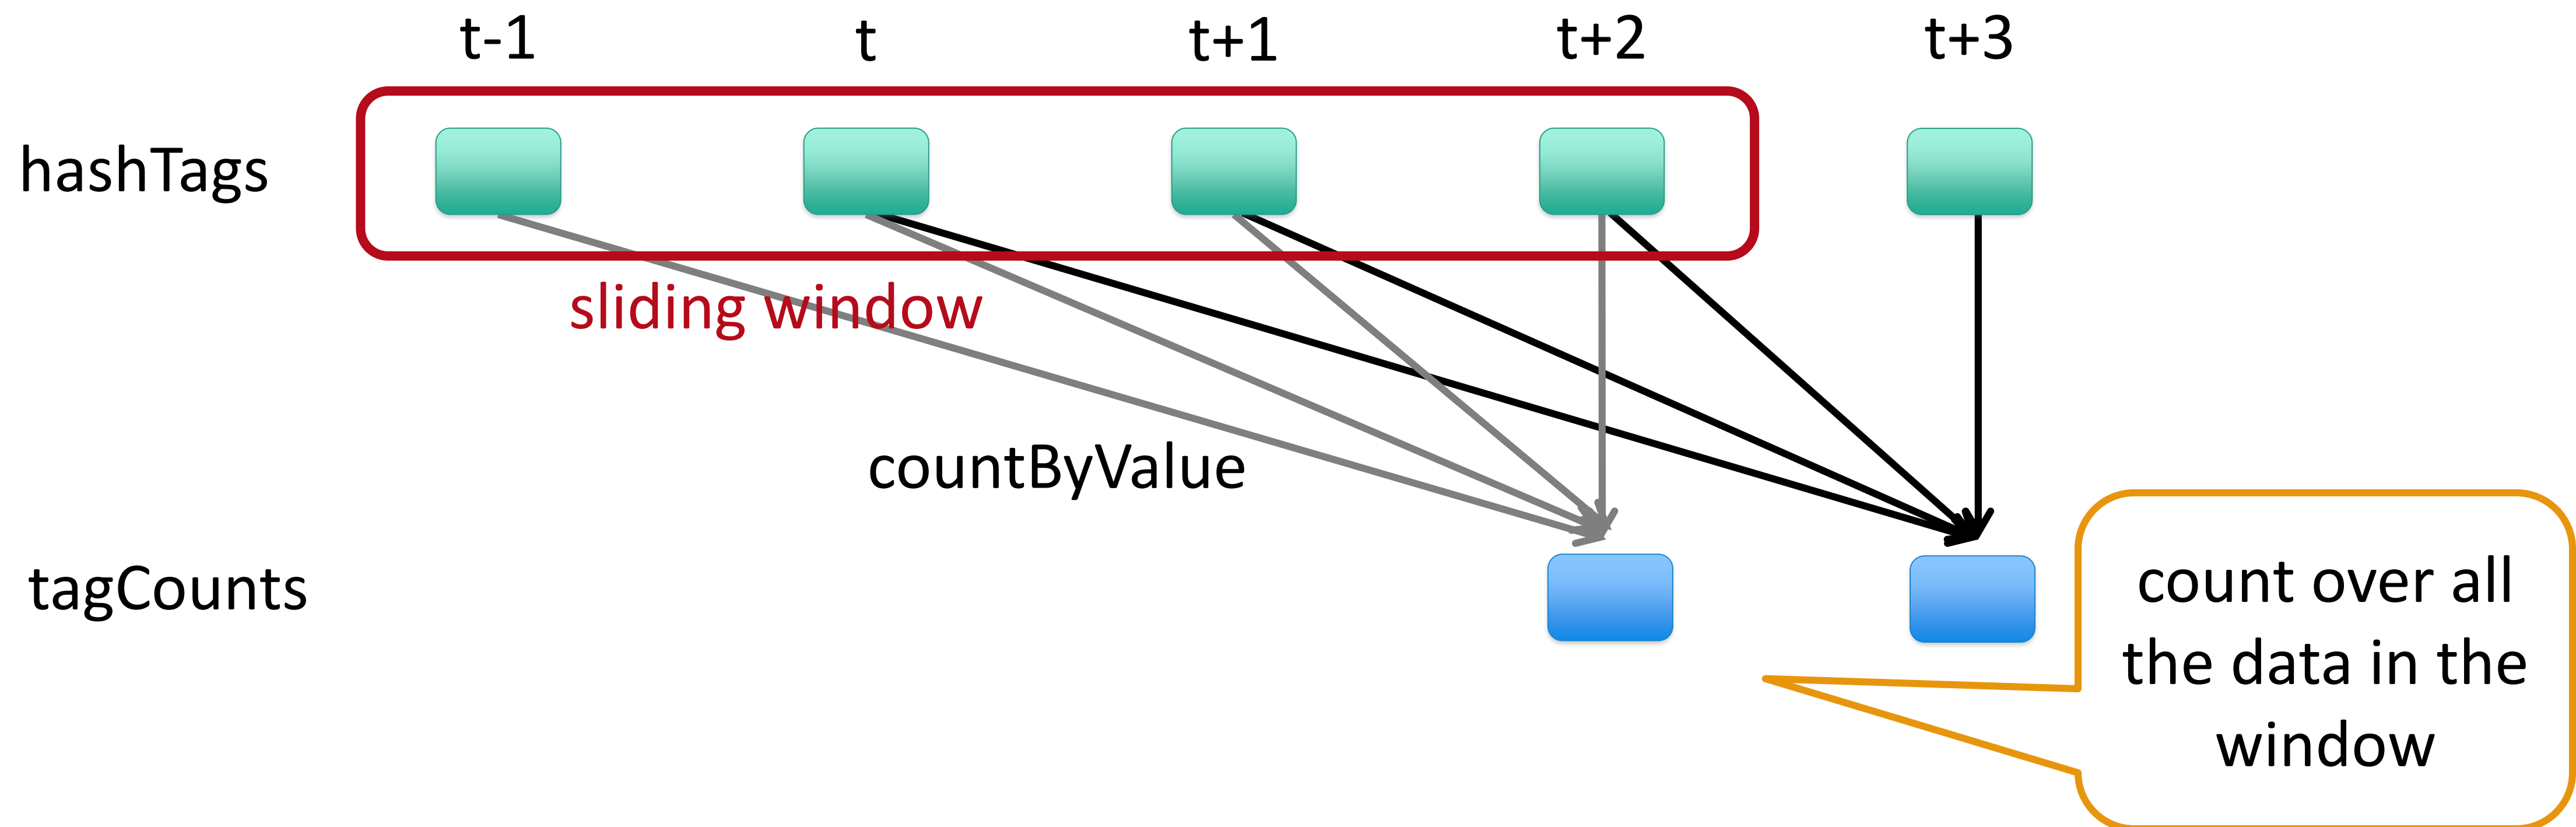 t-1
t
t+1
t+2
t+3
hashTags
sliding window
countByValue
tagCounts
count over all
the data in the
window